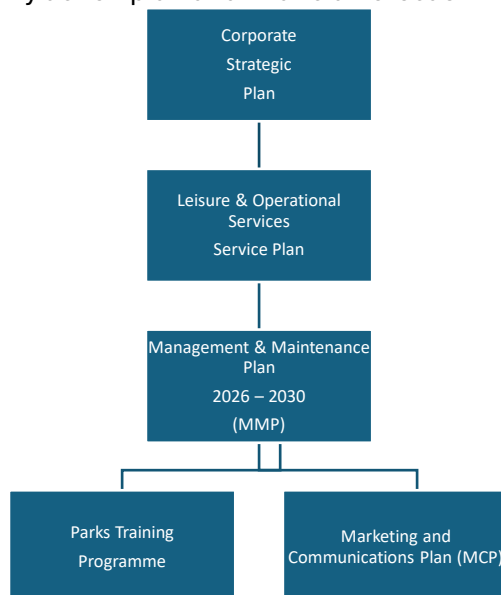 Corporate
Strategic
Plan
Leisure & Operational
Services
Service Plan
Management & Maintenance
Plan
2026 – 2030
(MMP)
Parks Training
Programme
Marketing and
Communications Plan (MCP)